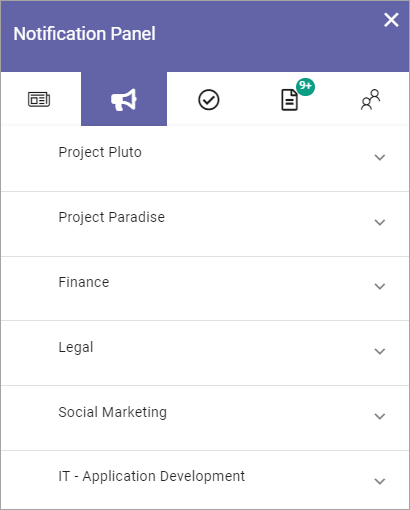 Notification Panel
9+
Project Pluto
Project Paradise
Finance
Legal
Social Marketing
IT - Application Development